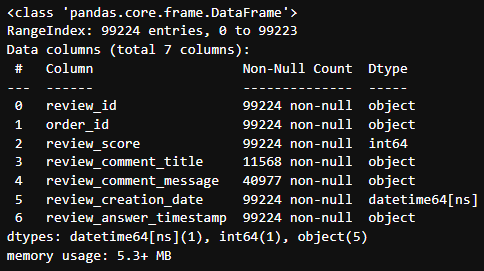 <class 'pandas.core.frame.DataFrame'>
RangeIndex: 99224 entries, 0 to 99223
Data columns (total 7 columns):
 #   Column                   Non-Null Count  Dtype
---  ------                   --------------  -----
 0   review_id                99224 non-null  object
 1   order_id                 99224 non-null  object
 2   review_score             99224 non-null  int64
 3   review_comment_title     11568 non-null  object
 4   review_comment_message   40977 non-null  object
 5   review_creation_date     99224 non-null  datetime64[ns]
 6   review_answer_timestamp  99224 non-null  object
dtypes: datetime64[ns](1), int64(1), object(5)
memory usage: 5.3+ MB